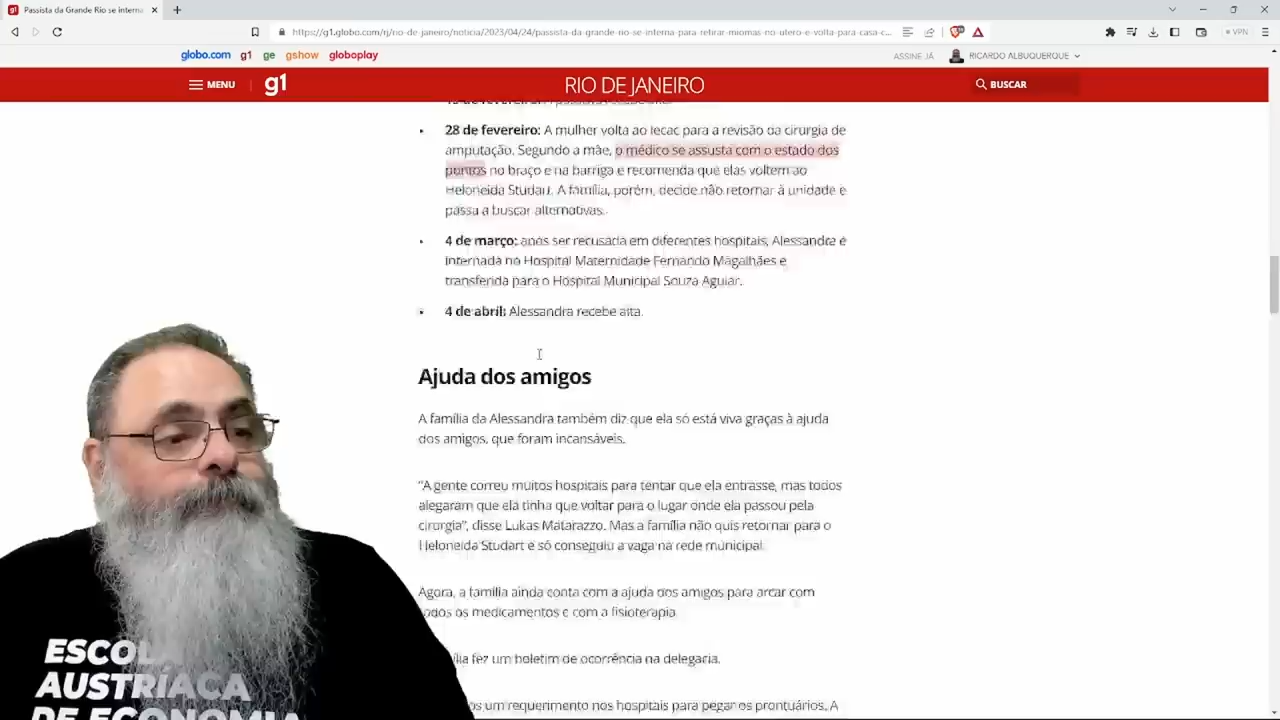 Passista da Grande Rio se interna
https://g1.globo.com/rj/rio-de-janeiro/noticia/2023/04/24/passista-da-grande-rio-se-interna-para-retirar-miomas-no-utero-e-volta-para-casa-c...
VPN
globo.com g1 ge gshow globoplay
ASSINE JÁ RICARDO ALBUQUERQUE
MENU g1 RIO DE JANEIRO BUSCAR
28 de fevereiro: A mulher volta ao Iecac para a revisão da cirurgia de
amputação. Segundo a mãe, o médico se assusta com o estado dos
pontos no braço e na barriga e recomenda que elas voltem ao
Heloneida Studart. A família, porém, decide não retornar à unidade e
passa a buscar alternativas.
4 de março: após ser recusada em diferentes hospitais, Alessandra é
internada no Hospital Maternidade Fernando Magalhães e
transferida para o Hospital Municipal Souza Aguiar.
4 de abril: Alessandra recebe alta.
Ajuda dos amigos
A família da Alessandra também diz que ela só está viva graças à ajuda
dos amigos, que foram incansáveis.
“A gente correu muitos hospitais para tentar que ela entrasse, mas todos
alegaram que ela tinha que voltar para o lugar onde ela passou pela
cirurgia”, disse Lukas Matarazzo. Mas a família não quis retornar para o
Heloneida Studart e só conseguiu a vaga na rede municipal.
Agora, a família ainda conta com a ajuda dos amigos para arcar com
todos os medicamentos e com a fisioterapia.
fez um boletim de ocorrência na delegacia.
um requerimento nos hospitais para pegar os prontuários. A
ESCOLA
AUSTRÍACA
DE ECONOMIA